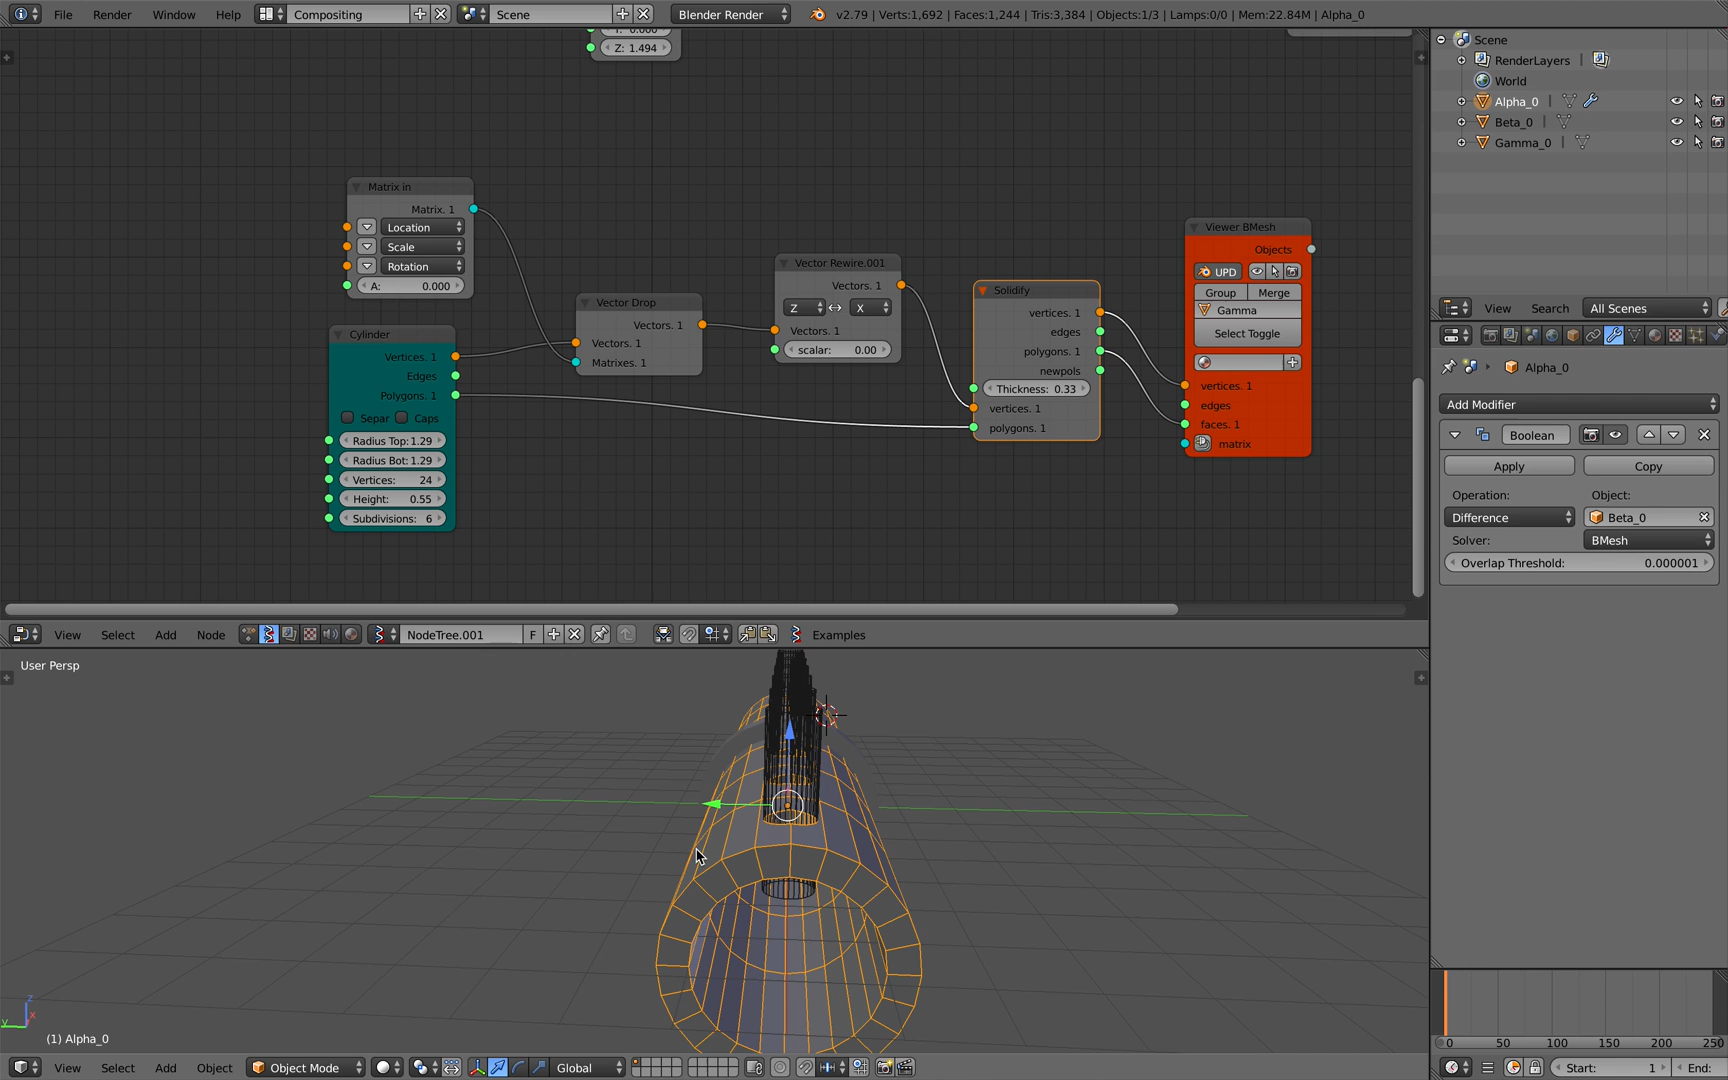 File Render Window Help Compositing Scene Blender Render v2.79 | Verts:1,692 | Faces:1,244 | Tris:3,384 | Objects:1/3 | Lamps:0/0 | Mem:22.84M | Alpha_0
Z: 1.494
Matrix in
Matrix. 1
Location
Scale
Rotation
A: 0.000
Cylinder
Vertices. 1
Edges
Polygons. 1
Separ Caps
Radius Top: 1.29
Radius Bot: 1.29
Vertices: 24
Height: 0.55
Subdivisions: 6
Vector Drop
Vectors. 1
Vectors. 1
Matrixes. 1
Vector Rewire.001
Vectors. 1
Z X
Vectors. 1
scalar: 0.00
Solidify
vertices. 1
edges
polygons. 1
newpols
Thickness: 0.33
vertices. 1
polygons. 1
Viewer BMesh
Objects
UPD
Group Merge
Gamma
Select Toggle
vertices. 1
edges
faces. 1
matrix
View Select Add Node NodeTree.001 F Examples
User Persp
z
x
y
(1) Alpha_0
View Select Add Object Object Mode Global
Scene
RenderLayers |
World
Alpha_0 |
Beta_0 |
Gamma_0 |
View Search All Scenes
Alpha_0
Add Modifier
Boolean
Apply Copy
Operation: Object:
Difference Beta_0
Solver: BMesh
Overlap Threshold: 0.000001
0 50 100 150 200 250
Start: 1 End: